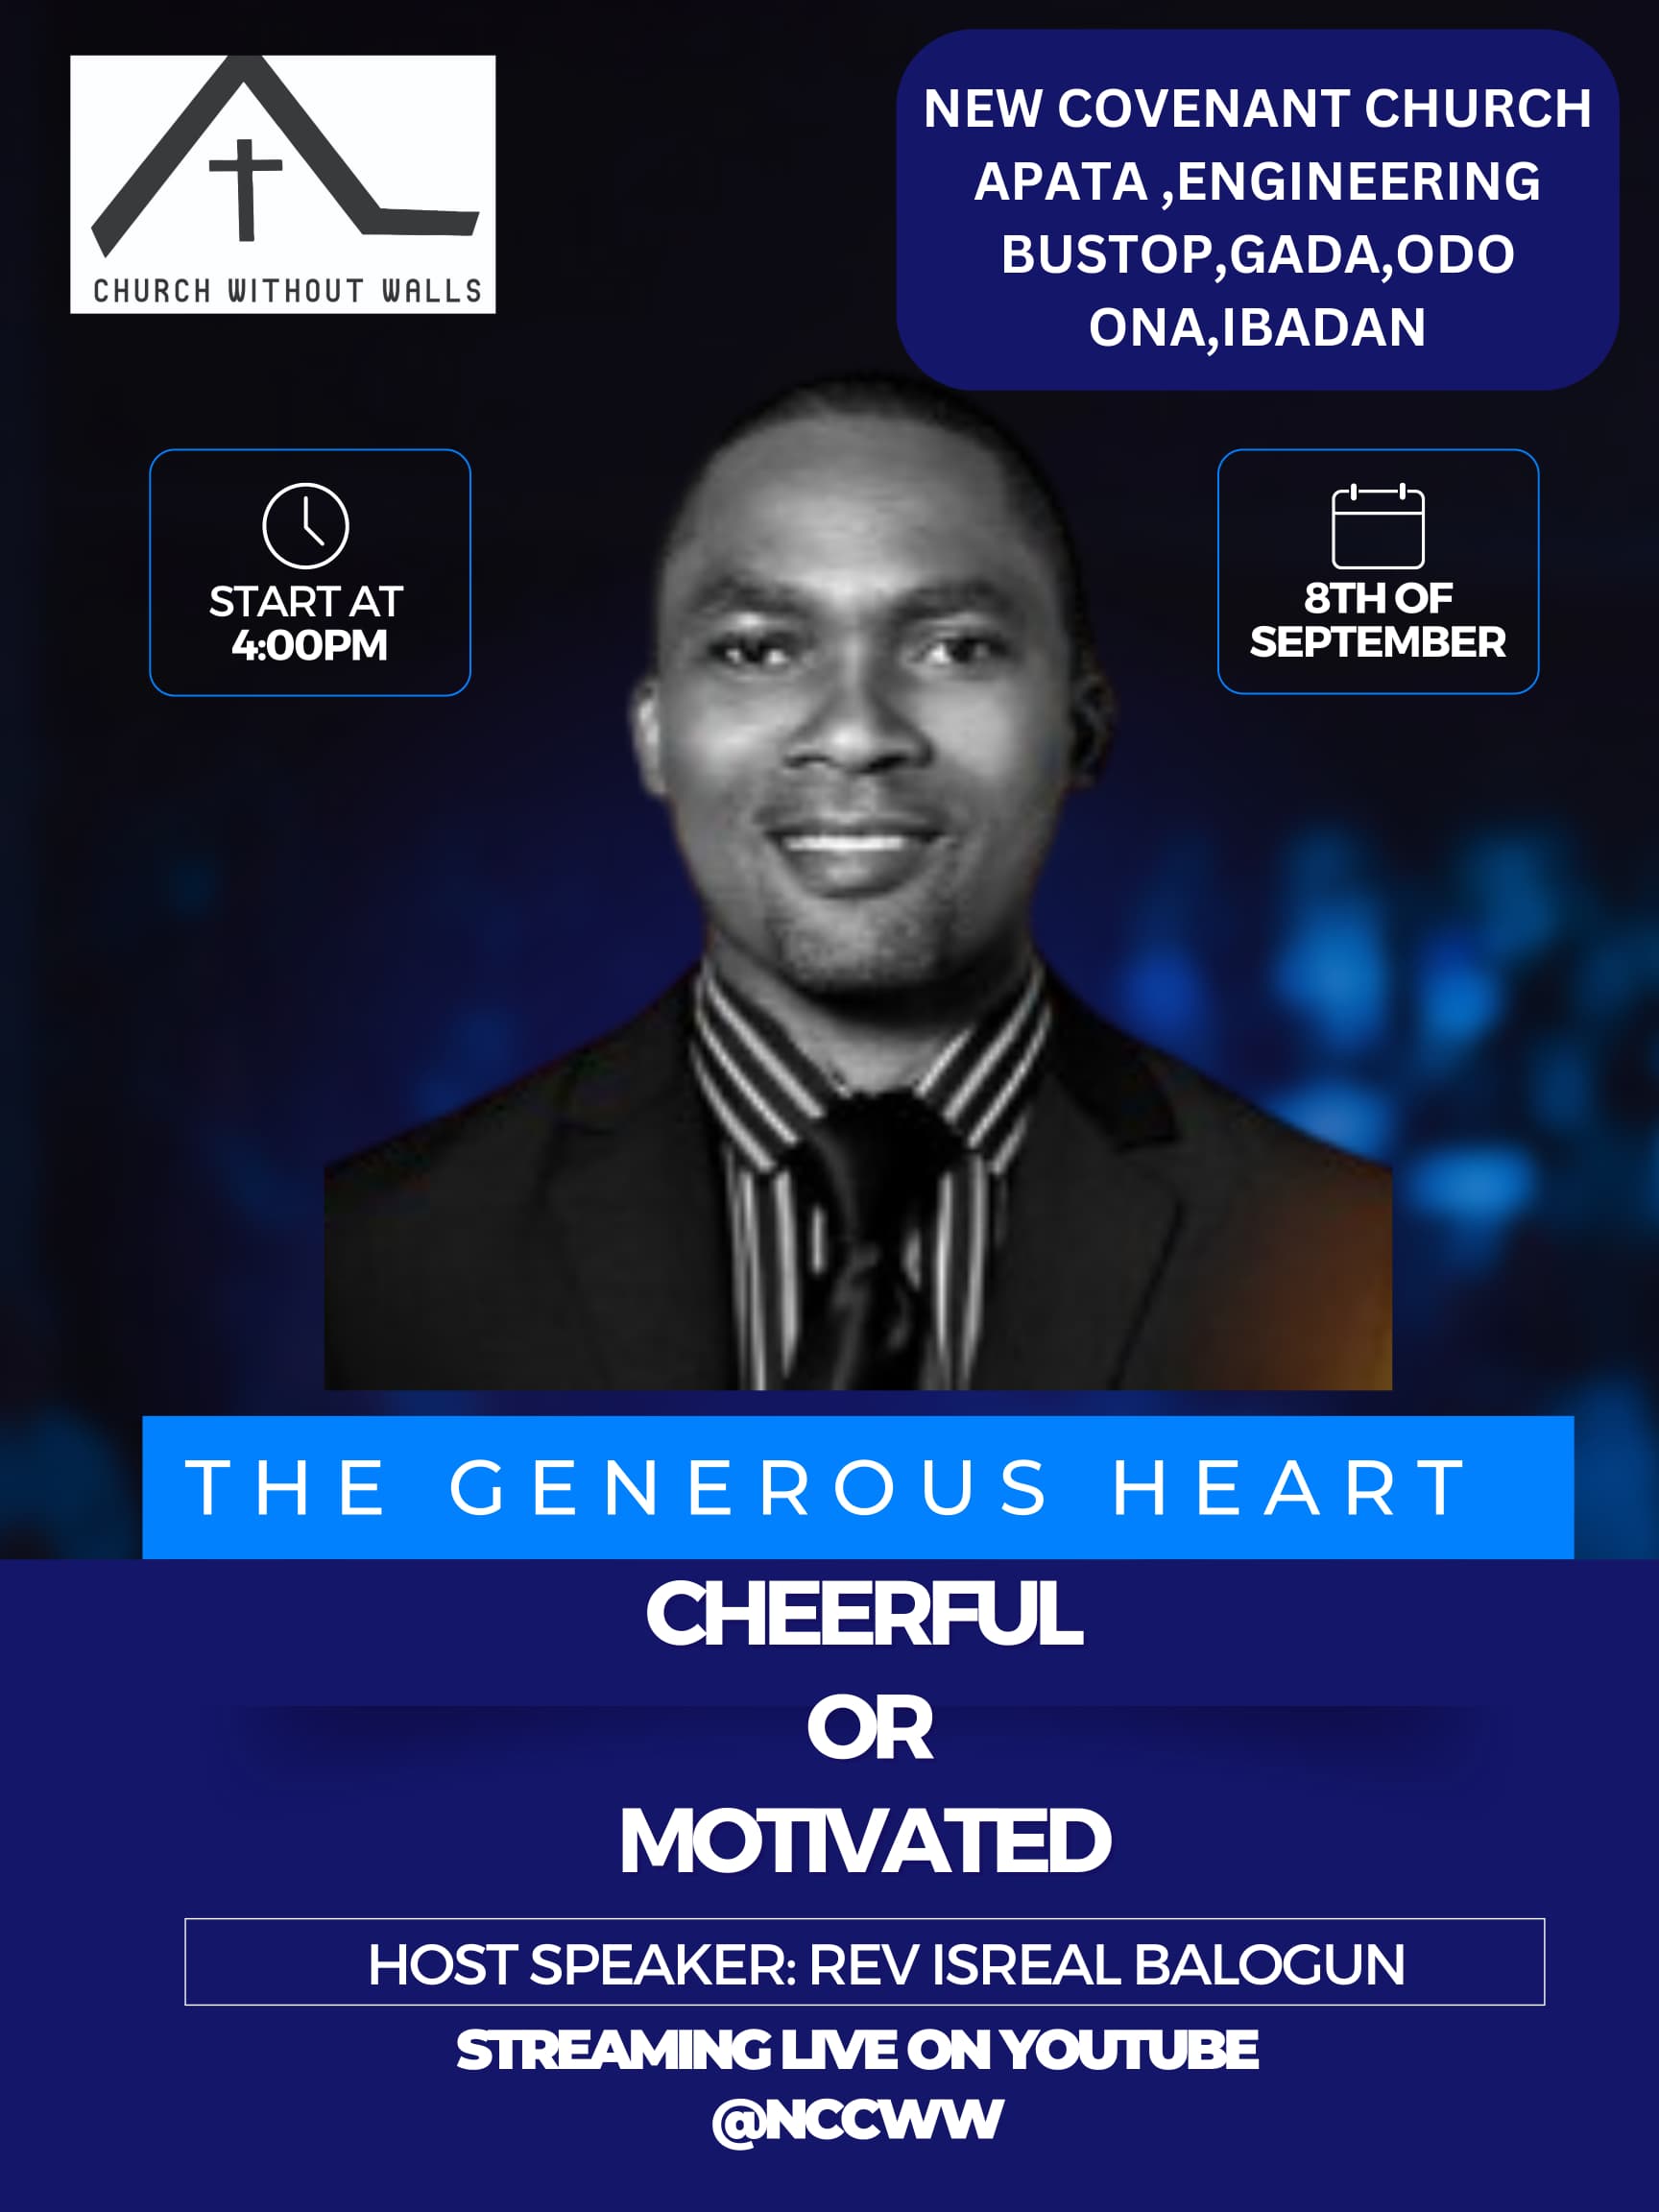 CHURCH WITHOUT WALLS
NEW COVENANT CHURCH
APATA ,ENGINEERING
BUSTOP,GADA,ODO
ONA,IBADAN
START AT
4:00PM
8TH OF
SEPTEMBER
THE GENEROUS HEART
CHEERFUL
OR
MOTIVATED
HOST SPEAKER: REV ISREAL BALOGUN
STREAMING LIVE ON YOUTUBE
@NCCWW